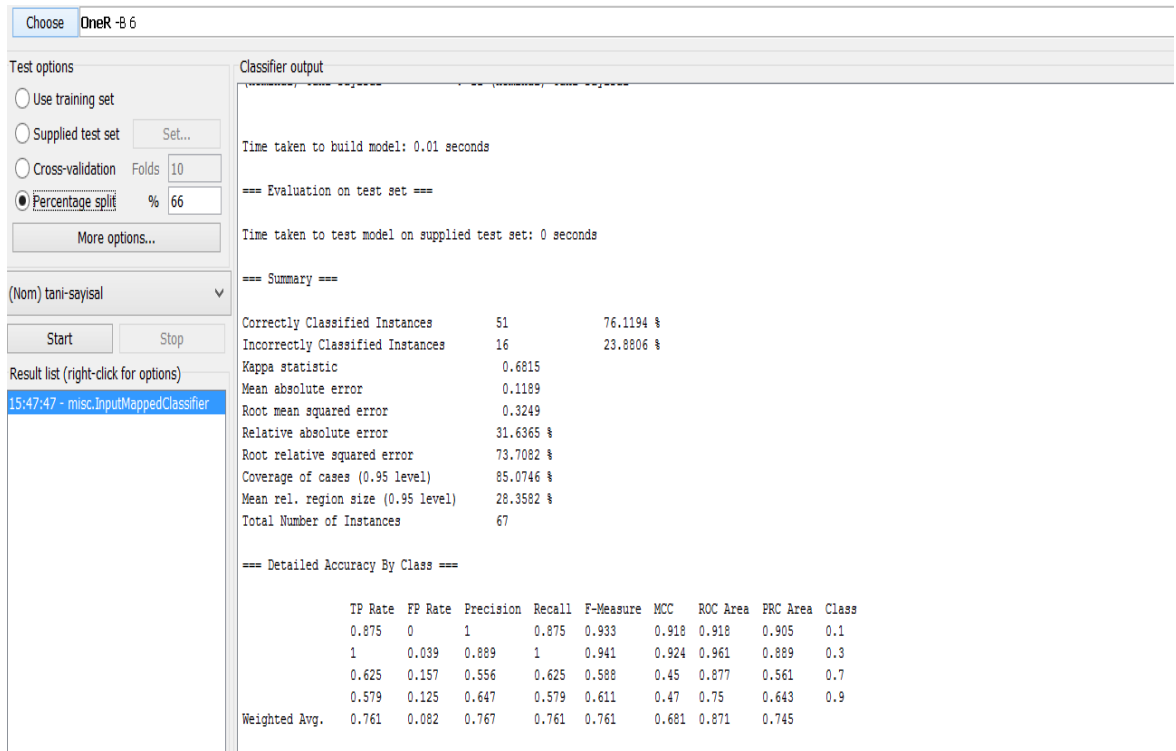 Choose OneR -B 6
Test options
Use training set
Supplied test set Set...
Cross-validation Folds 10
Percentage split % 66
More options...
(Nom) tani-sayisal
Start Stop
Result list (right-click for options)
15:47:47 - misc.InputMappedClassifier
Classifier output
Time taken to build model: 0.01 seconds
=== Evaluation on test set ===
Time taken to test model on supplied test set: 0 seconds
=== Summary ===
Correctly Classified Instances 51 76.1194 %
Incorrectly Classified Instances 16 23.8806 %
Kappa statistic 0.6815
Mean absolute error 0.1189
Root mean squared error 0.3249
Relative absolute error 31.6365 %
Root relative squared error 73.7082 %
Coverage of cases (0.95 level) 85.0746 %
Mean rel. region size (0.95 level) 28.3582 %
Total Number of Instances 67
=== Detailed Accuracy By Class ===
TP Rate FP Rate Precision Recall F-Measure MCC ROC Area PRC Area Class
0.875 0 1 0.875 0.933 0.918 0.918 0.905 0.1
1 0.039 0.889 1 0.941 0.924 0.961 0.889 0.3
0.625 0.157 0.556 0.625 0.588 0.45 0.877 0.561 0.7
0.579 0.125 0.647 0.579 0.611 0.47 0.75 0.643 0.9
Weighted Avg. 0.761 0.082 0.767 0.761 0.761 0.681 0.871 0.745